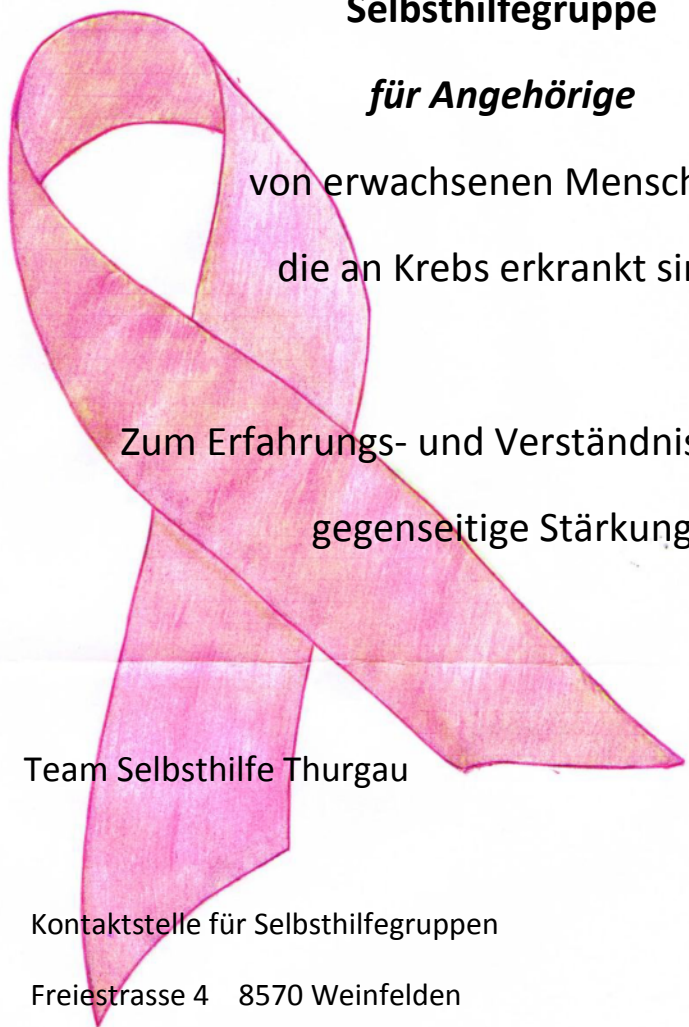 Selbsthilfegruppe
für Angehörige
von erwachsenen Mensch
die an Krebs erkrankt sin
Zum Erfahrungs- und Verständnis
gegenseitige Stärkung
Team Selbsthilfe Thurgau
Kontaktstelle für Selbsthilfegruppen
Freiestrasse 4 8570 Weinfelden